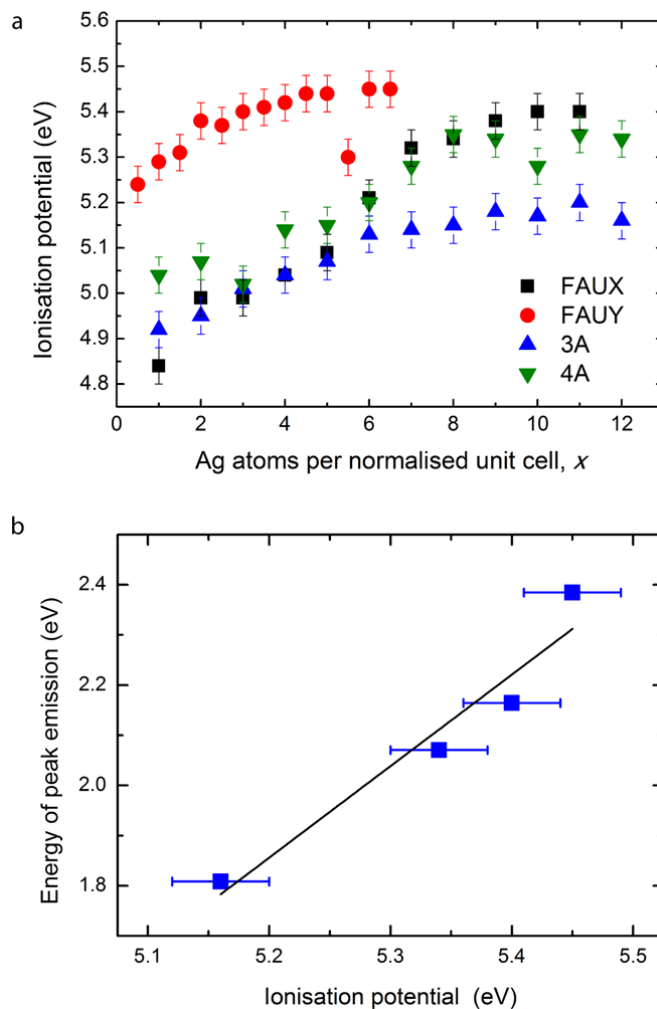 a
5.6
5.5
5.4
5.3
5.2
5.1
5.0
4.9
4.8
Ionisation potential (eV)
FAUX
FAUY
3A
4A
0 2 4 6 8 10 12
Ag atoms per normalised unit cell, x
b
2.4
2.2
2.0
1.8
Energy of peak emission (eV)
5.1 5.2 5.3 5.4 5.5
Ionisation potential (eV)